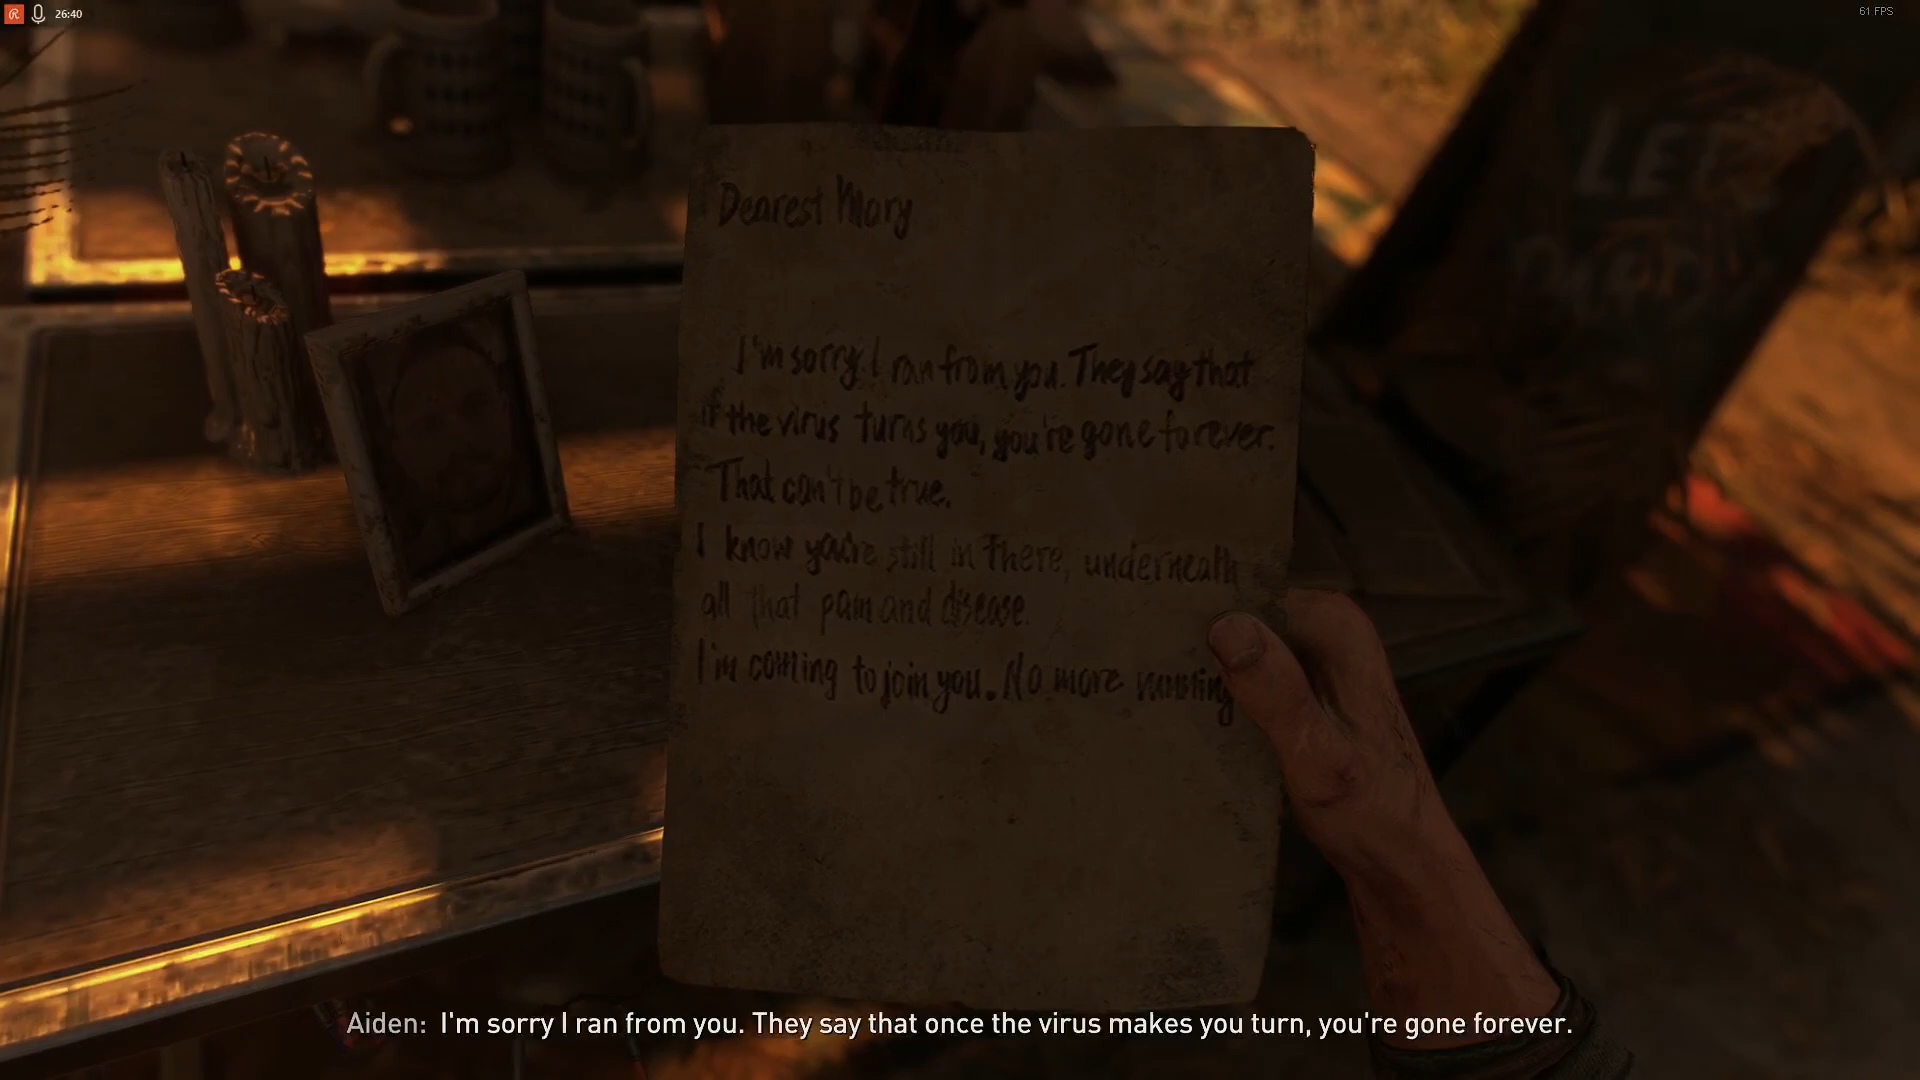 26:40
61 FPS
Dearest Mary
I'm sorry I ran from you. They say that
if the virus turns you, you're gone forever.
That can't be true.
I know you're still in there, underneath
all that pain and disease.
I'm coming to join you. No more running
Aiden: I'm sorry I ran from you. They say that once the virus makes you turn, you're gone forever.